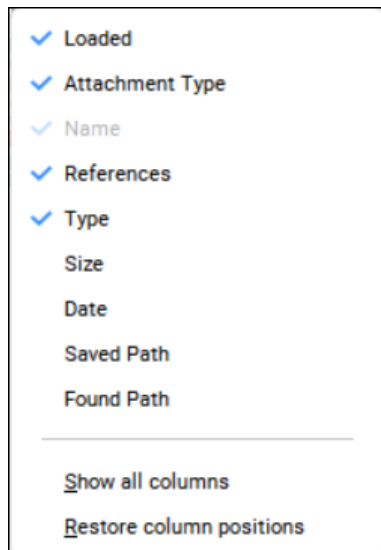 Loaded
Attachment Type
Name
References
Type
Size
Date
Saved Path
Found Path
Show all columns
Restore column positions